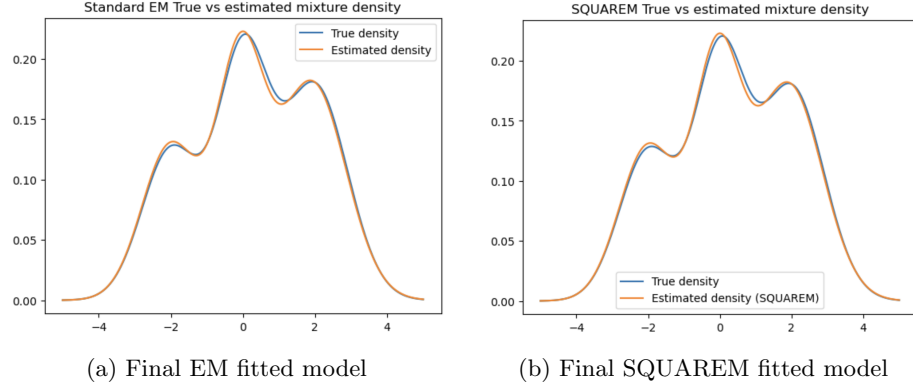 Standard EM True vs estimated mixture density
True density
Estimated density
0.20
0.15
0.10
0.05
0.00
−4
−2
0
2
4
(a) Final EM fitted model
SQUAREM True vs estimated mixture density
0.20
0.15
0.10
0.05
0.00
True density
Estimated density (SQUAREM)
−4
−2
0
2
4
(b) Final SQUAREM fitted model